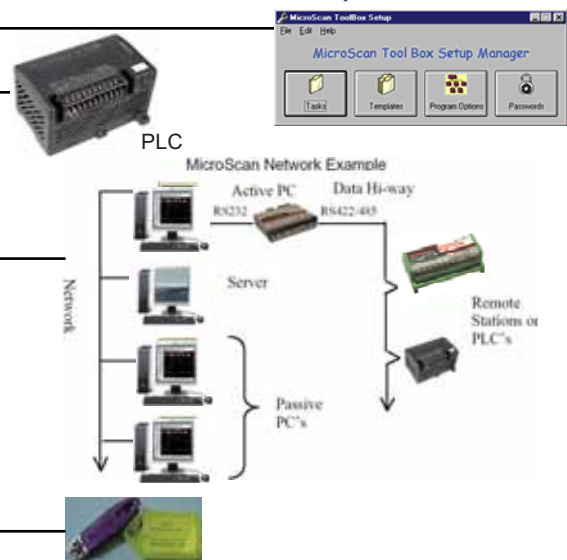 MicroScan ToolBox Setup
File Edit Help
MicroScan Tool Box Setup Manager
Tasks Templates Program Options Passwords
PLC
MicroScan Network Example
Active PC Data Hi-way
RS232 RS422-485
Server
Network
Remote
Stations or
PLC"s
Passive
PC"s